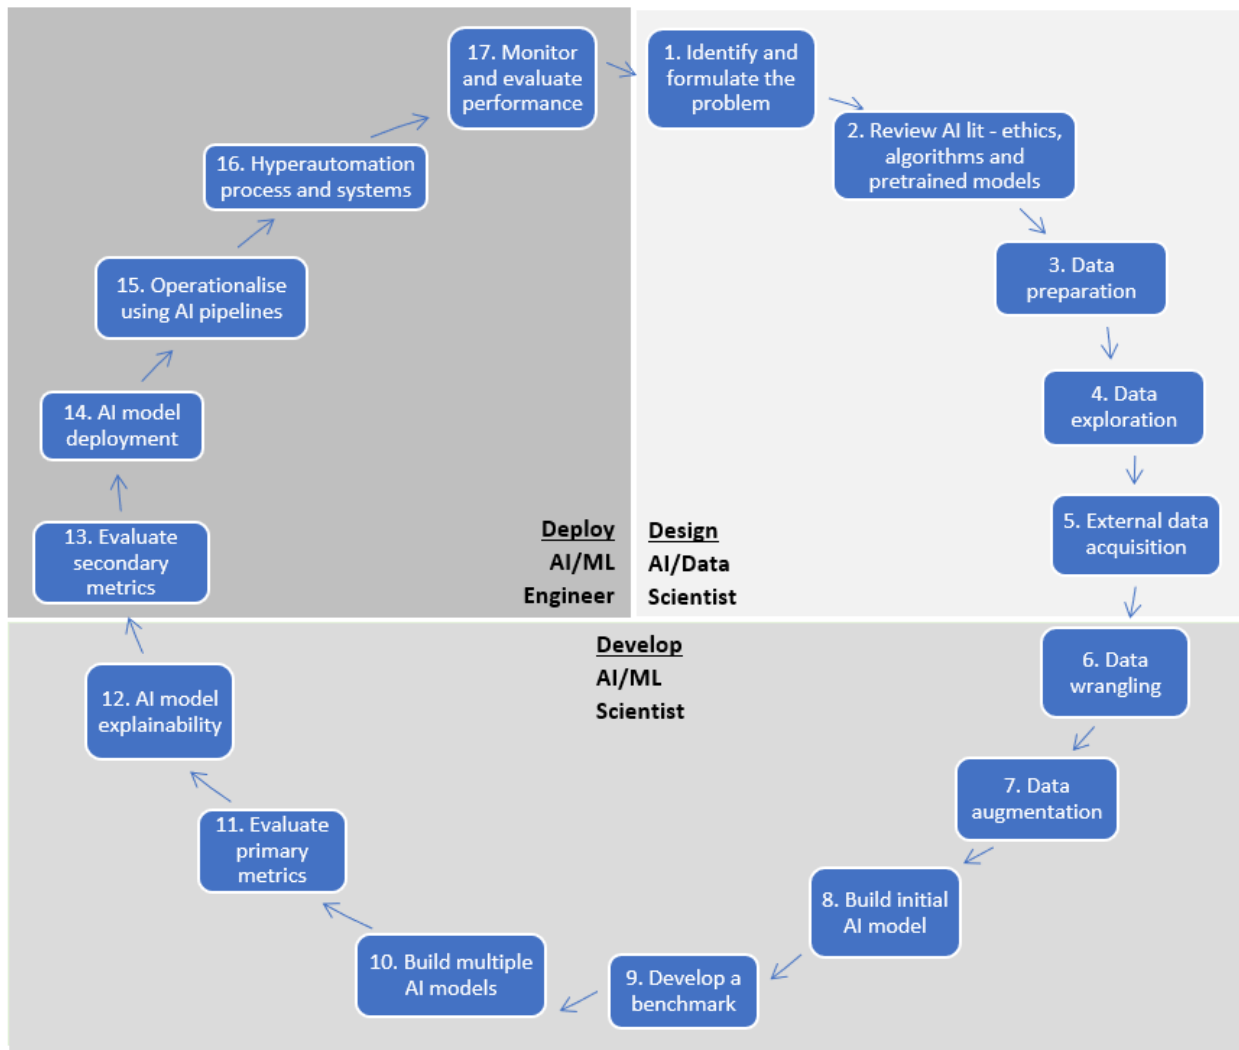 1. Identify and
formulate the
problem
2. Review AI lit - ethics,
algorithms and
pretrained models
3. Data
preparation
4. Data
exploration
5. External data
acquisition
Design
AI/Data
Scientist
6. Data
wrangling
7. Data
augmentation
8. Build initial
AI model
9. Develop a
benchmark
10. Build multiple
AI models
11. Evaluate
primary
metrics
12. AI model
explainability
Develop
AI/ML
Scientist
13. Evaluate
secondary
metrics
14. AI model
deployment
15. Operationalise
using AI pipelines
16. Hyperautomation
process and systems
17. Monitor
and evaluate
performance
Deploy
AI/ML
Engineer